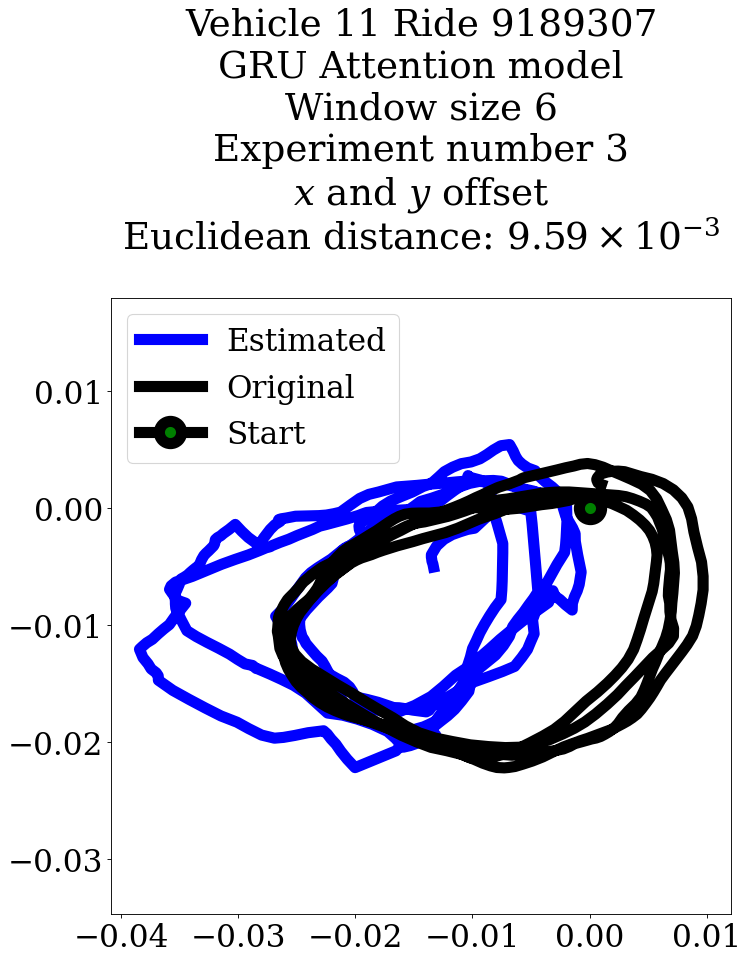 Vehicle 11 Ride 9189307
GRU Attention model
Window size 6
Experiment number 3
x and y offset
Euclidean distance: 9.59 × 10⁻³
Estimated
Original
Start
0.01
0.00
−0.01
−0.02
−0.03
−0.04 −0.03 −0.02 −0.01 0.00 0.01